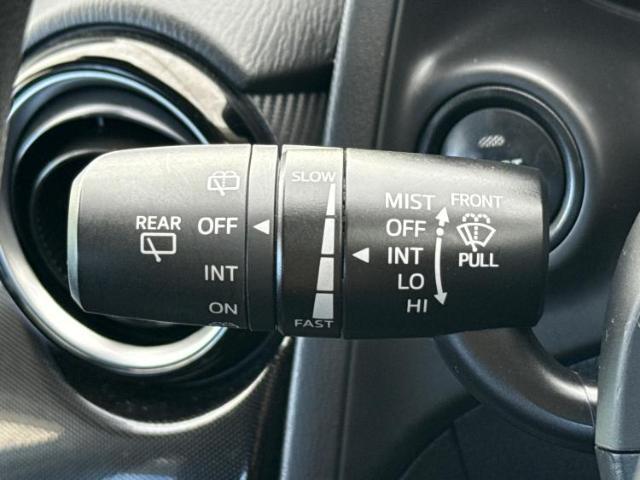 REAR
OFF
INT
ON
SLOW
FAST
MIST
OFF
INT
LO
HI
FRONT
PULL